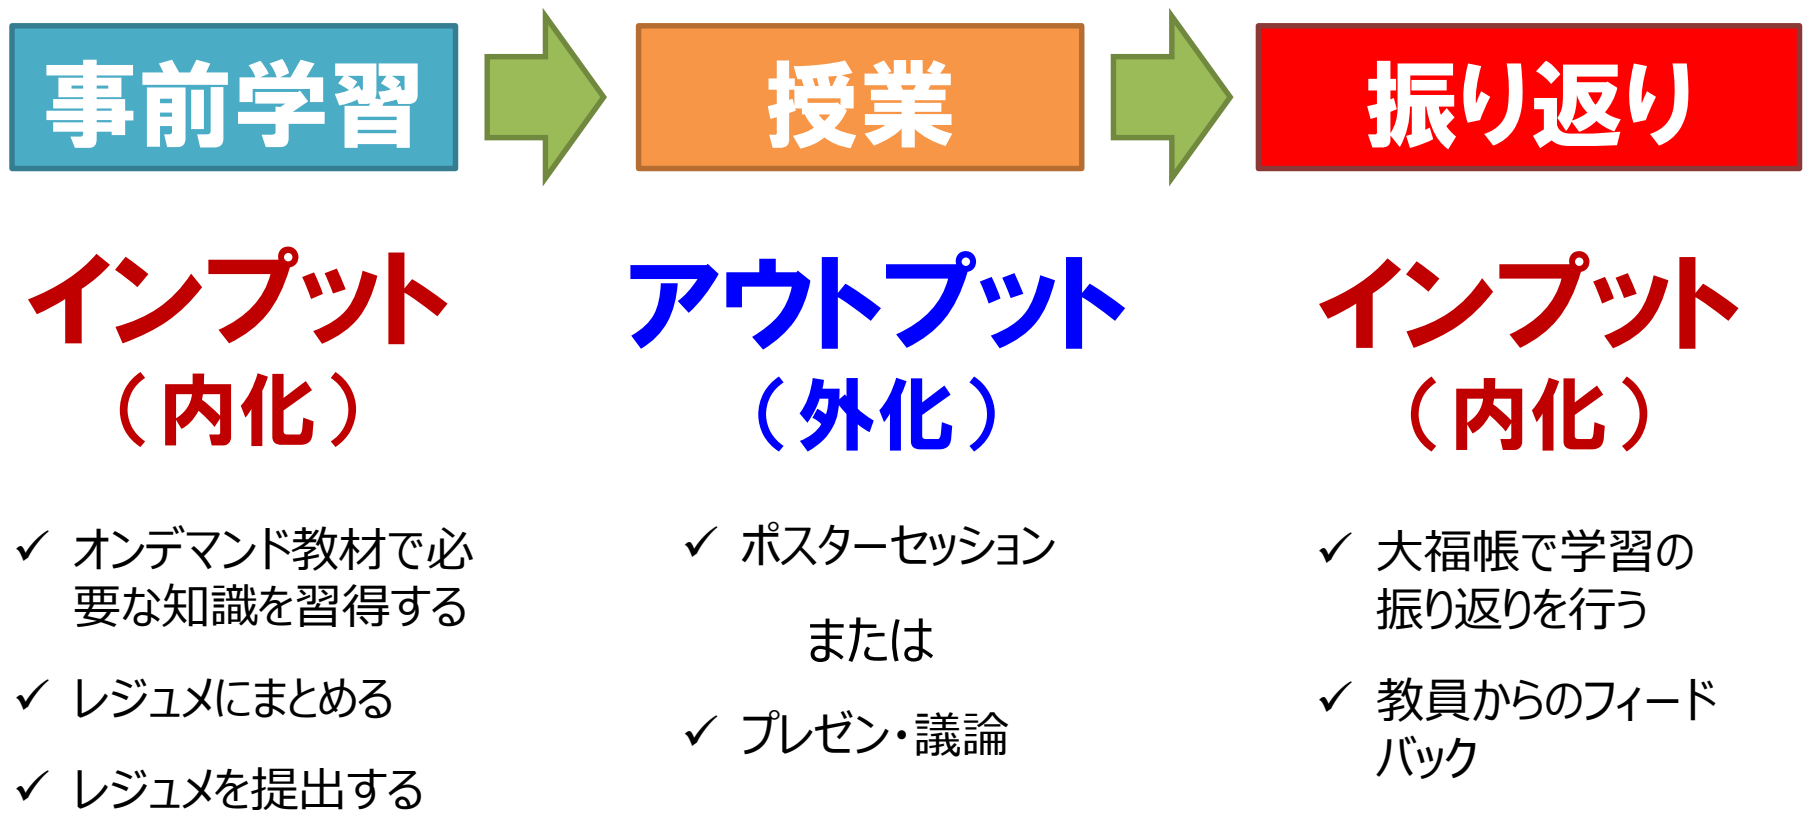 事前学習
授業
振り返り
インプット
（内化）
アウトプット
（外化）
インプット
（内化）
✓ オンデマンド教材で必
要な知識を習得する
✓ レジュメにまとめる
✓ レジュメを提出する
✓ ポスターセッション
または
✓ プレゼン・議論
✓ 大福帳で学習の
振り返りを行う
✓ 教員からのフィード
バック